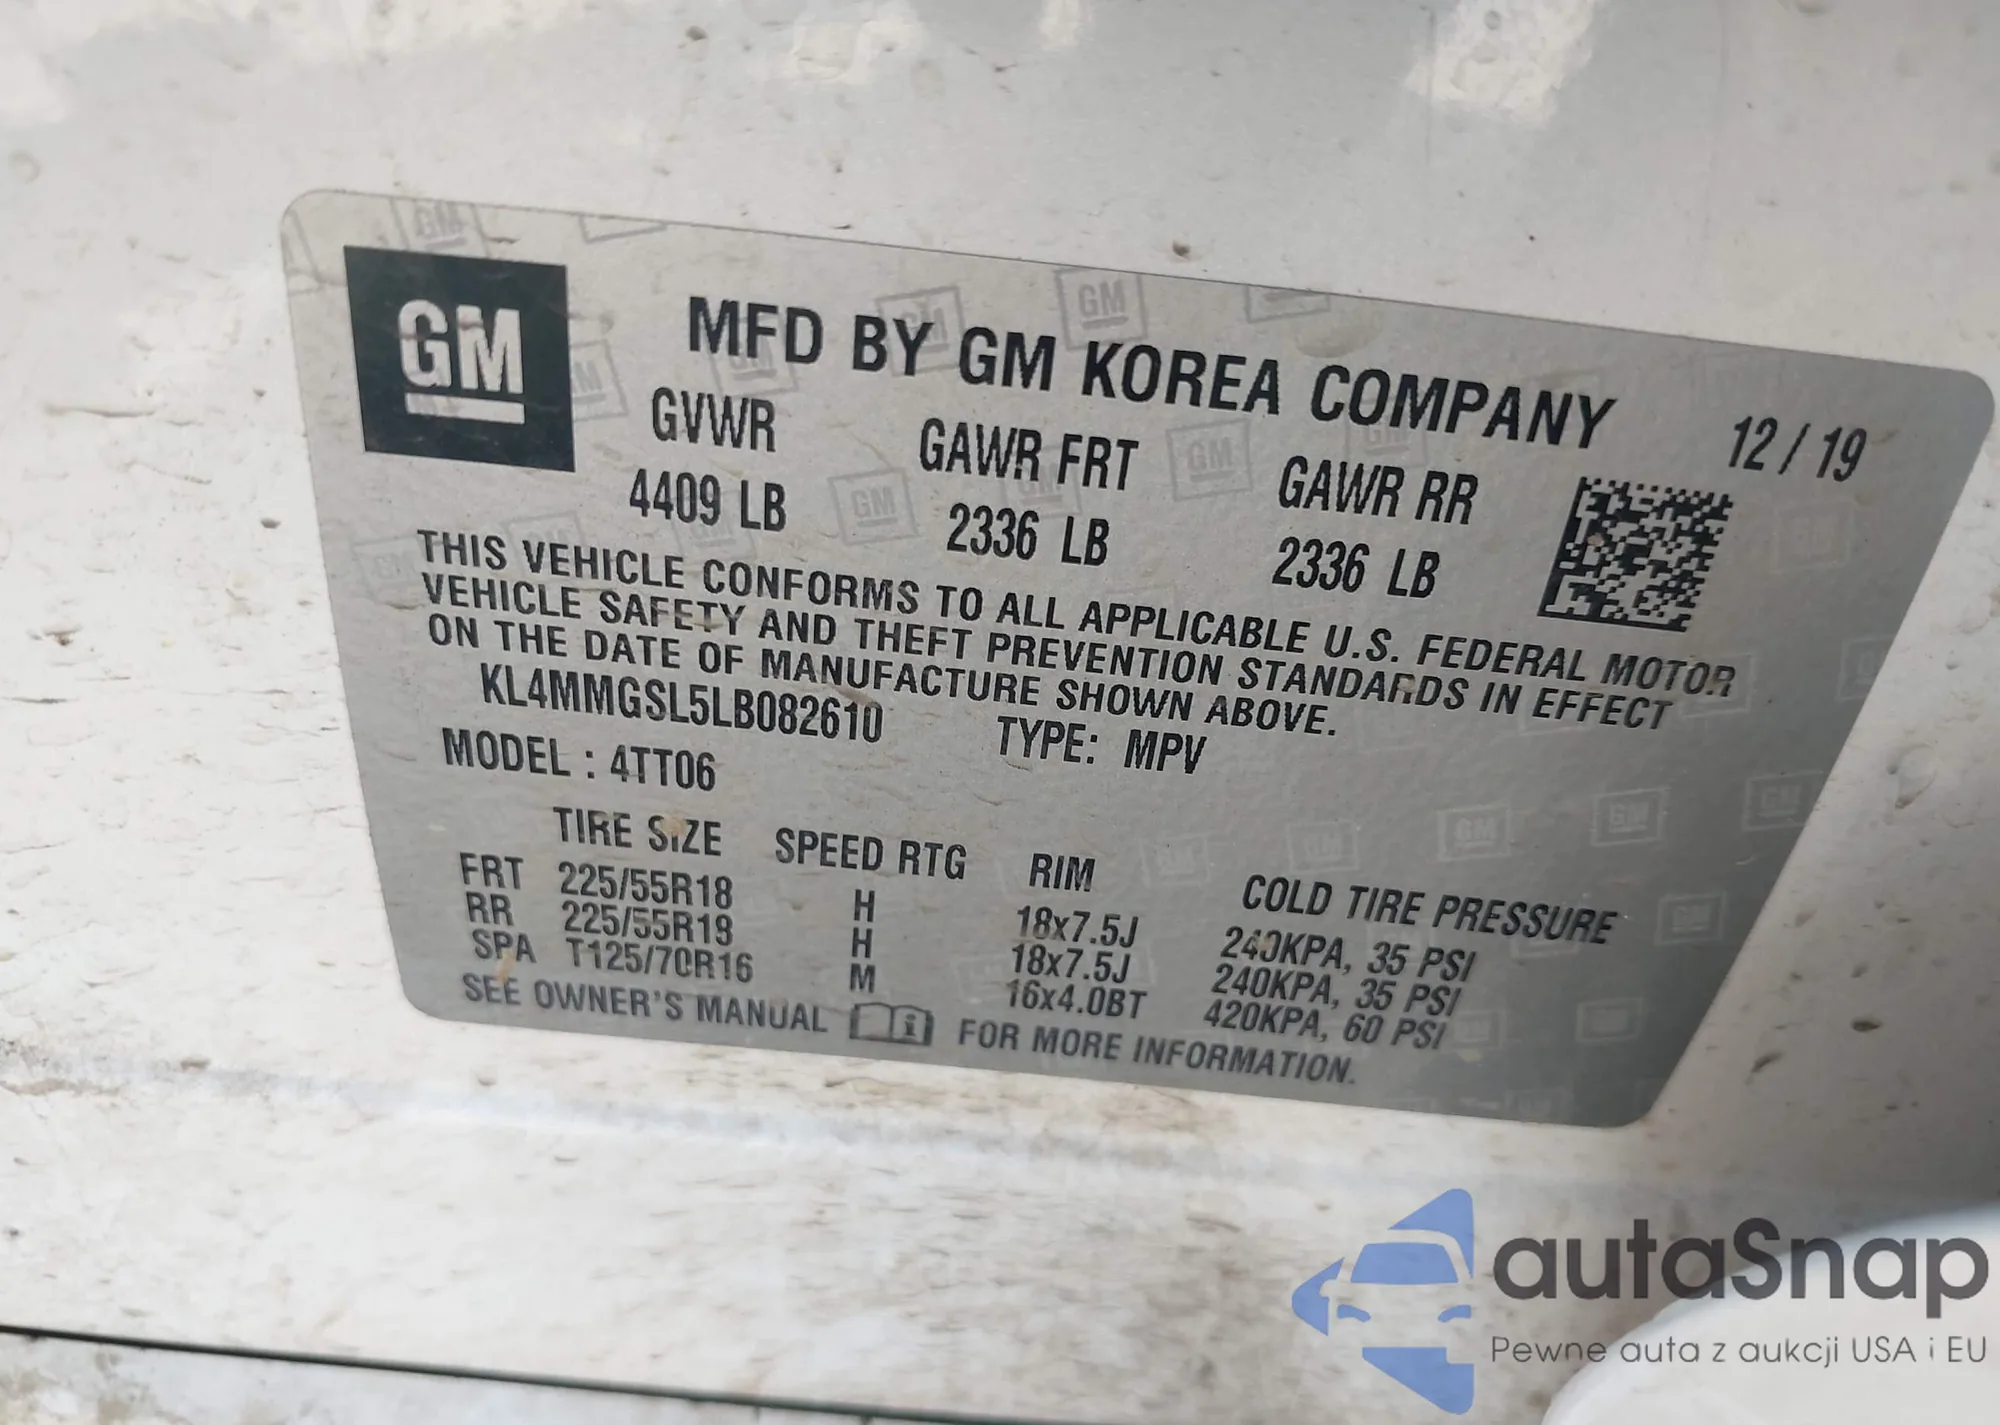 GM
MFD BY GM KOREA COMPANY
12 / 19
GVWR GAWR FRT GAWR RR
4409 LB 2336 LB 2336 LB
THIS VEHICLE CONFORMS TO ALL APPLICABLE U.S. FEDERAL MOTOR
VEHICLE SAFETY AND THEFT PREVENTION STANDARDS IN EFFECT
ON THE DATE OF MANUFACTURE SHOWN ABOVE.
KL4MMGSL5LB082610 TYPE: MPV
MODEL : 4TT06
TIRE SIZE SPEED RTG RIM COLD TIRE PRESSURE
FRT 225/55R18 H 18x7.5J 240KPA, 35 PSI
RR 225/55R18 H 18x7.5J 240KPA, 35 PSI
SPA T125/70R16 M 16x4.0BT 420KPA, 60 PSI
SEE OWNER'S MANUAL i FOR MORE INFORMATION.
autaSnap
Pewne auta z aukcji USA i EU